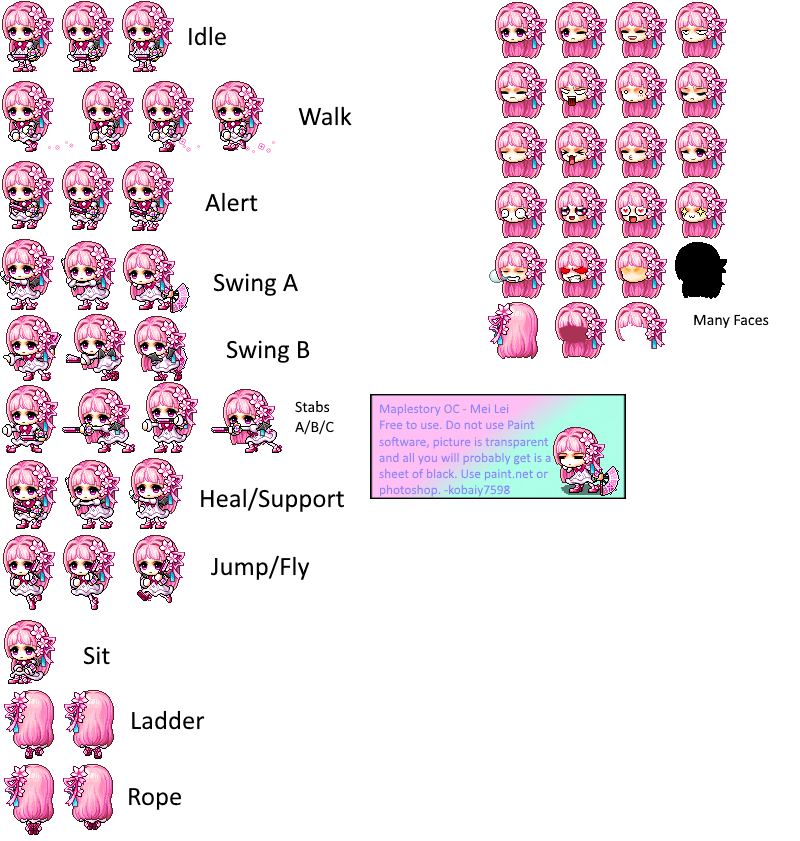 Idle
Walk
Alert
Swing A
Swing B
Stabs
A/B/C
Heal/Support
Jump/Fly
Sit
Ladder
Rope
Many Faces
Maplestory OC - Mei Lei
Free to use. Do not use Paint
software, picture is transparent
and all you will probably get is a
sheet of black. Use paint.net or
photoshop. -kobaiy7598